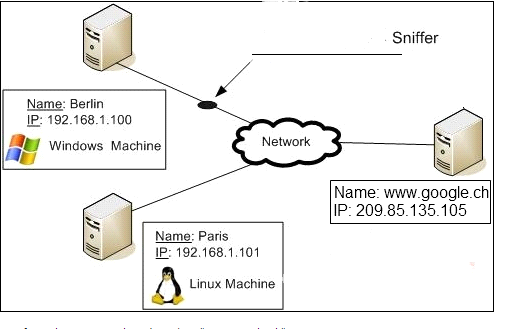 Sniffer
Name: Berlin
IP: 192.168.1.100
Windows Machine
Network
Name: www.google.ch
IP: 209.85.135.105
Name: Paris
IP: 192.168.1.101
Linux Machine